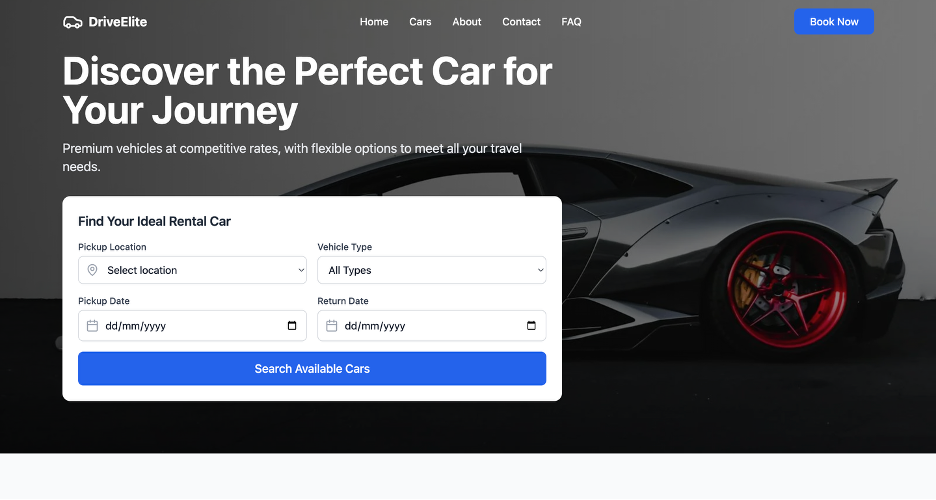 DriveElite
Home
Cars
About
Contact
FAQ
Book Now
Discover the Perfect Car for
Your Journey
Premium vehicles at competitive rates, with flexible options to meet all your travel
needs.
Find Your Ideal Rental Car
Pickup Location
Vehicle Type
Select location
All Types
Pickup Date
Return Date
dd/mm/yyyy
dd/mm/yyyy
Search Available Cars